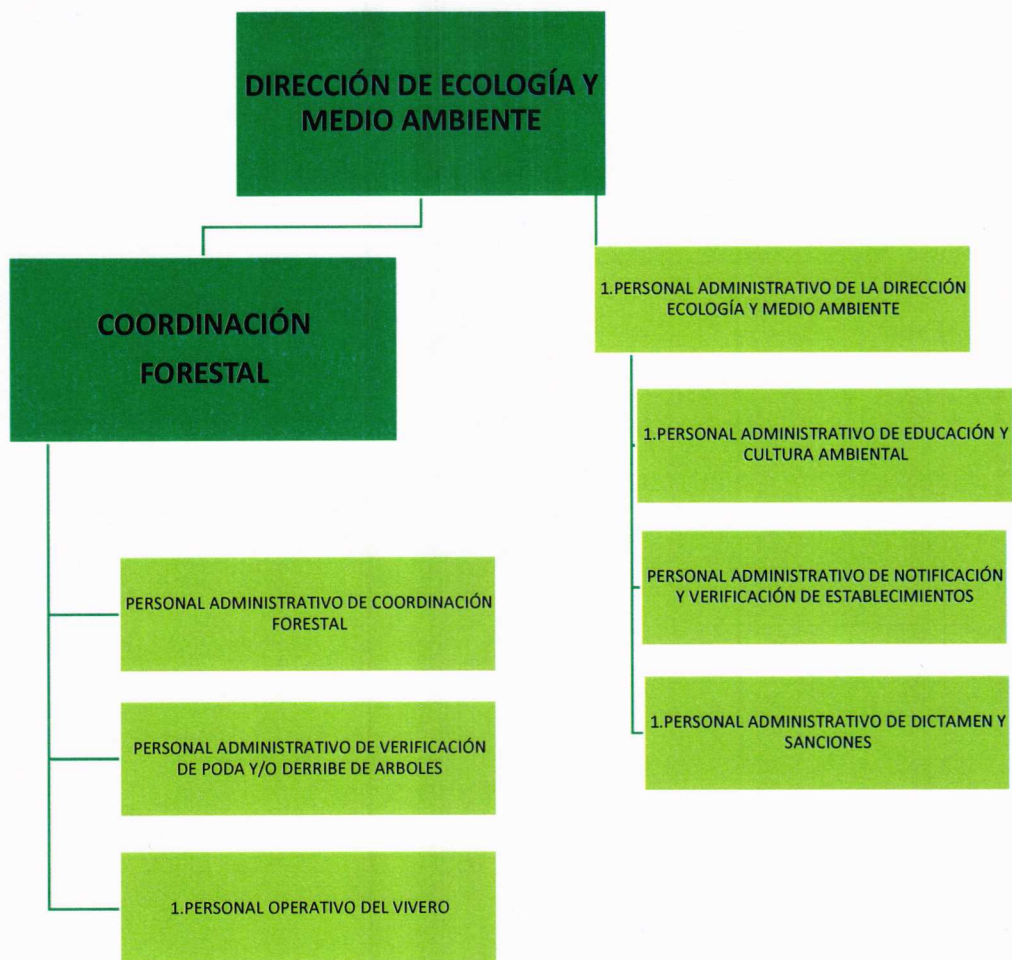 DIRECCIÓN DE ECOLOGÍA Y
MEDIO AMBIENTE
COORDINACIÓN
FORESTAL
PERSONAL ADMINISTRATIVO DE COORDINACIÓN
FORESTAL
PERSONAL ADMINISTRATIVO DE VERIFICACIÓN
DE PODA Y/O DERRIBE DE ARBOLES
1.PERSONAL OPERATIVO DEL VIVERO
1.PERSONAL ADMINISTRATIVO DE LA DIRECCIÓN
ECOLOGÍA Y MEDIO AMBIENTE
1.PERSONAL ADMINISTRATIVO DE EDUCACIÓN Y
CULTURA AMBIENTAL
PERSONAL ADMINISTRATIVO DE NOTIFICACIÓN
Y VERIFICACIÓN DE ESTABLECIMIENTOS
1.PERSONAL ADMINISTRATIVO DE DICTAMEN Y
SANCIONES